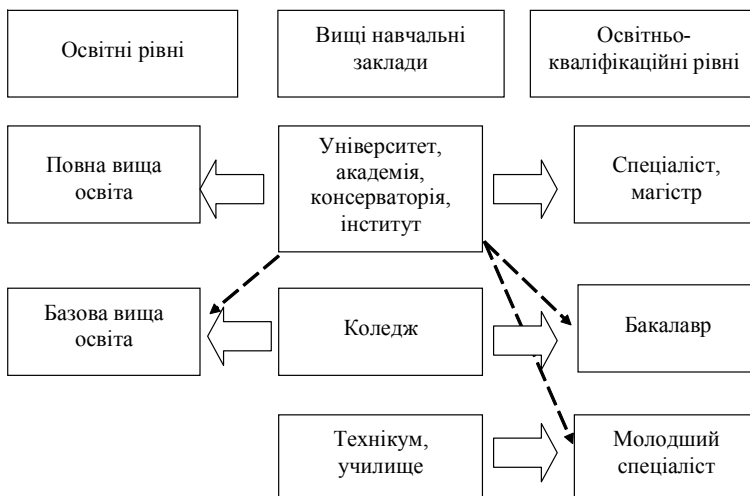 Освітні рівні
Вищі навчальні
заклади
Освітньо-
кваліфікаційні рівні
Повна вища
освіта
Університет,
академія,
консерваторія,
інститут
Спеціаліст,
магістр
Базова вища
освіта
Коледж
Бакалавр
Технікум,
училище
Молодший
спеціаліст